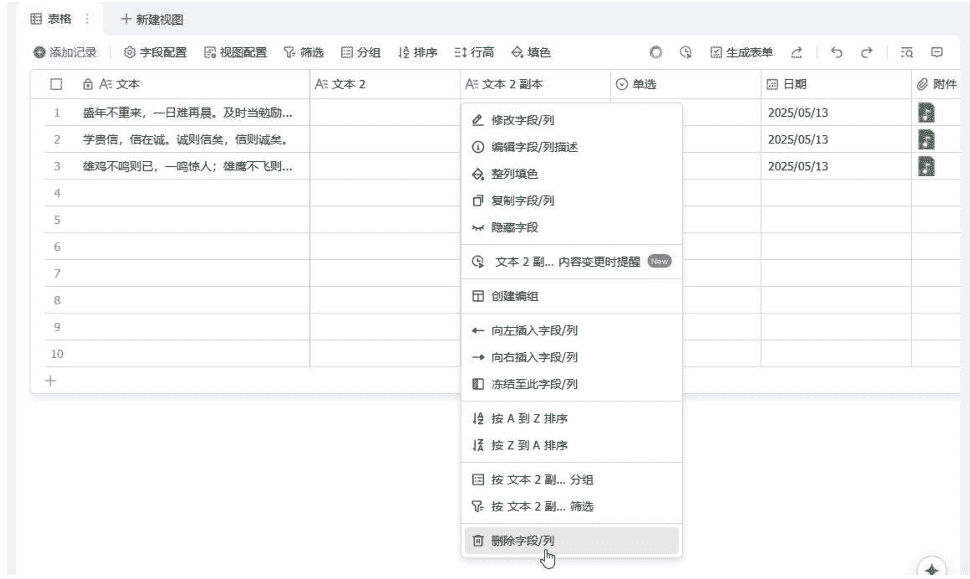 表格
新建视图
添加记录 字段配置 视图配置 筛选 分组 排序 行高 填色 生成表单
文本 文本 2 文本 2 副本 单选 日期 附件
1 盛年不重来，一日难再晨。及时当勉励... 2025/05/13
2 学贵信，信在诚。诚则信矣，信则诚矣。 2025/05/13
3 雄鸡不鸣则已，一鸣惊人；雄鹰不飞则... 2025/05/13
4
5
6
7
8
9
10
修改字段/列
编辑字段/列描述
整列填色
复制字段/列
隐藏字段
文本 2 副... 内容变更时提醒 New
创建编组
向左插入字段/列
向右插入字段/列
冻结至此字段/列
按 A 到 Z 排序
按 Z 到 A 排序
按 文本 2 副... 分组
按 文本 2 副... 筛选
删除字段/列